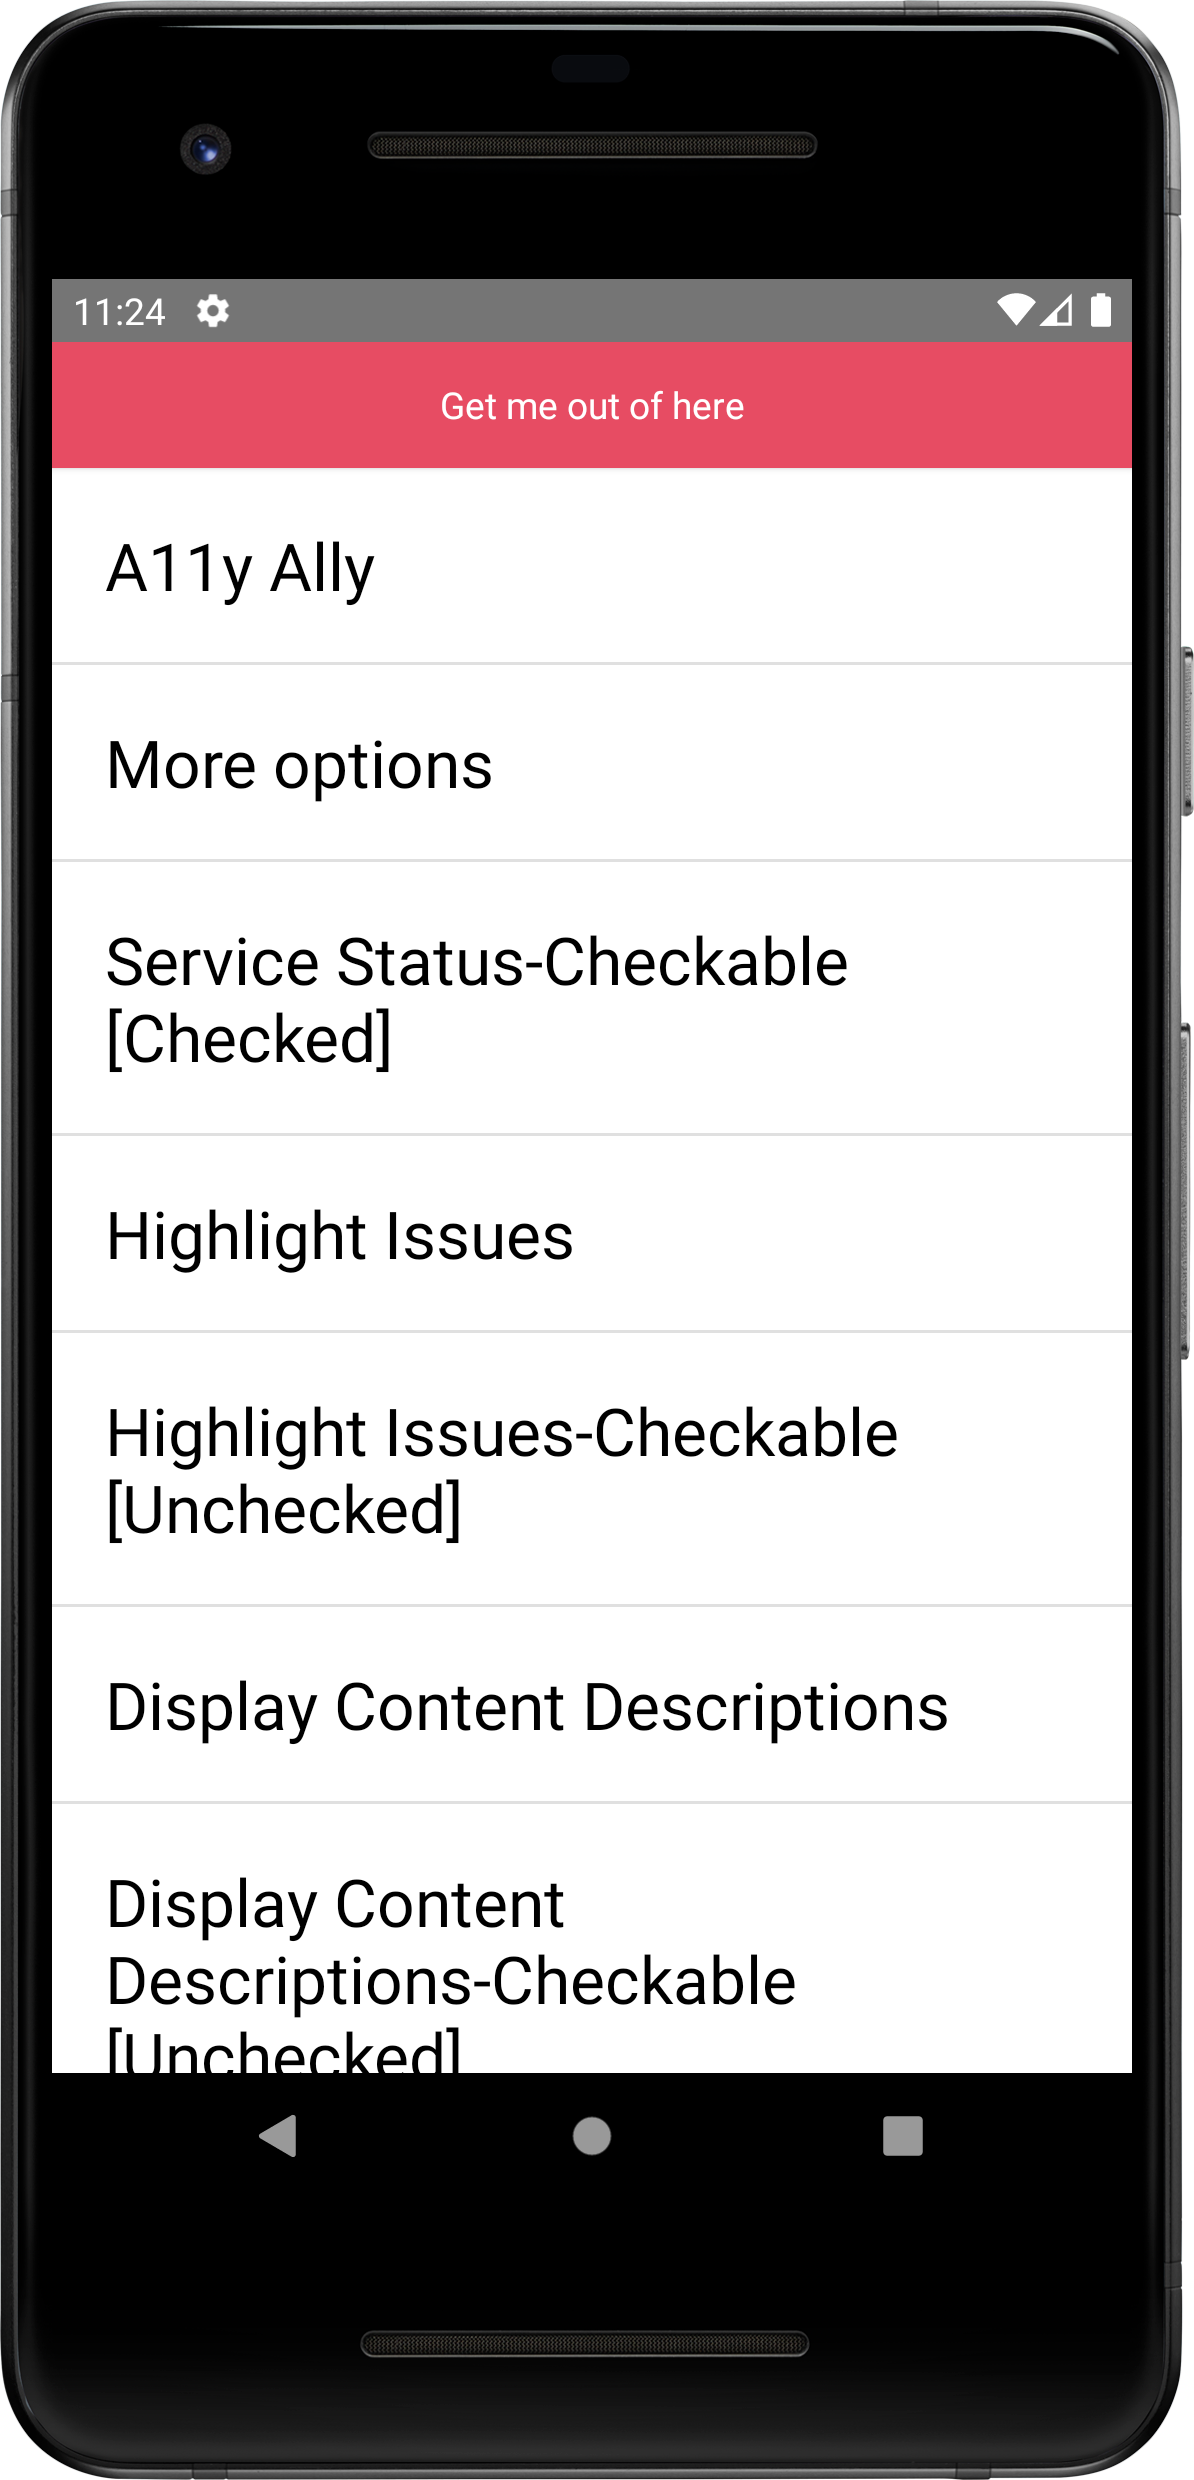 11:24
Get me out of here
A11y Ally
More options
Service Status-Checkable
[Checked]
Highlight Issues
Highlight Issues-Checkable
[Unchecked]
Display Content Descriptions
Display Content
Descriptions-Checkable
[Unchecked]